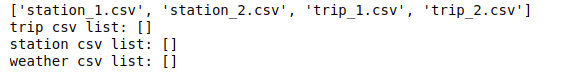 ['station_1.csv', 'station_2.csv', 'trip_1.csv', 'trip_2.csv']
trip csv list: []
station csv list: []
weather csv list: []